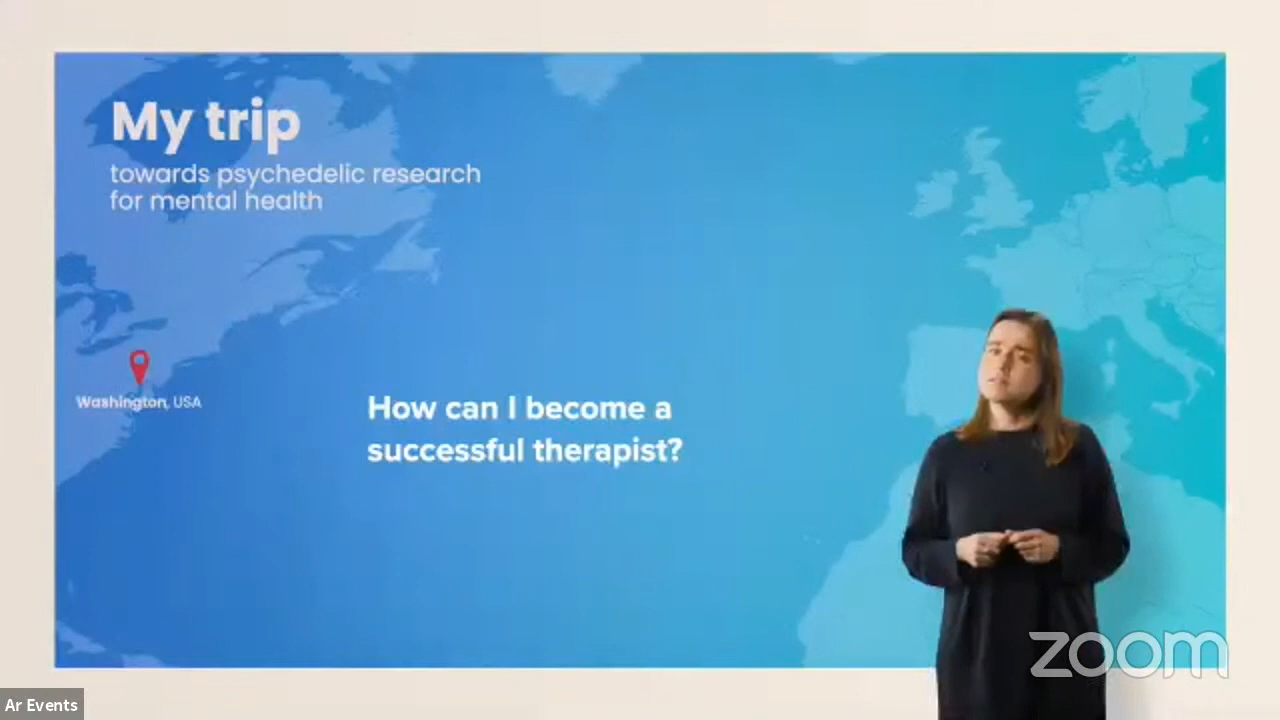 My trip
towards psychedelic research
for mental health
Washington, USA
How can I become a
successful therapist?
zoom
Ar Events